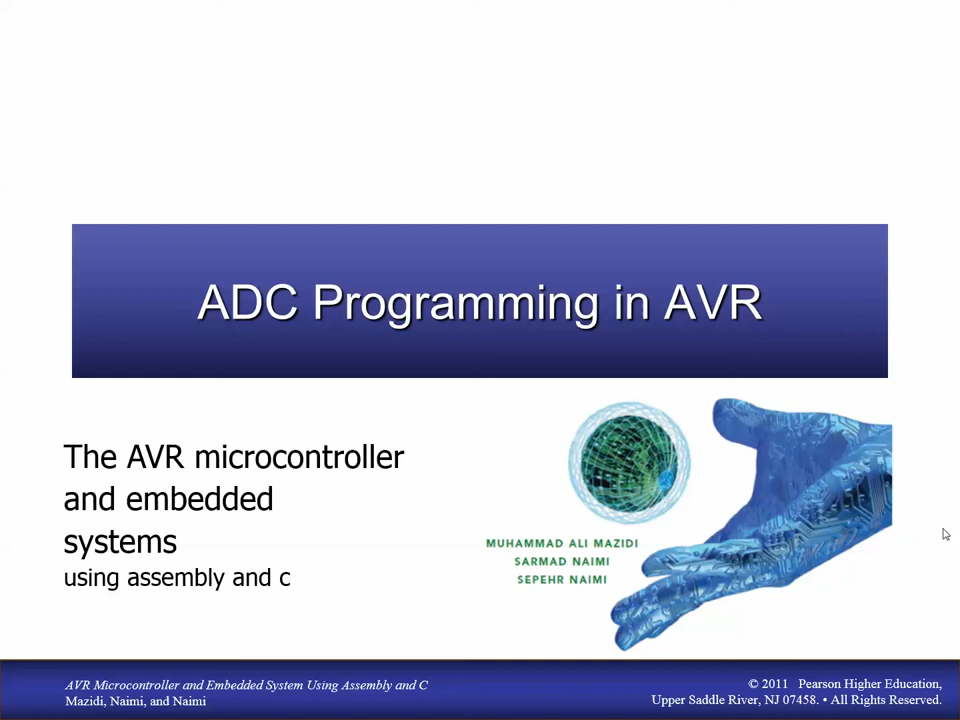 ADC Programming in AVR
The AVR microcontroller
and embedded
systems
using assembly and c
MUHAMMAD ALI MAZIDI
SARMAD NAIMI
SEPEHR NAIMI
AVR Microcontroller and Embedded System Using Assembly and C
Mazidi, Naimi, and Naimi
© 2011 Pearson Higher Education,
Upper Saddle River, NJ 07458. • All Rights Reserved.